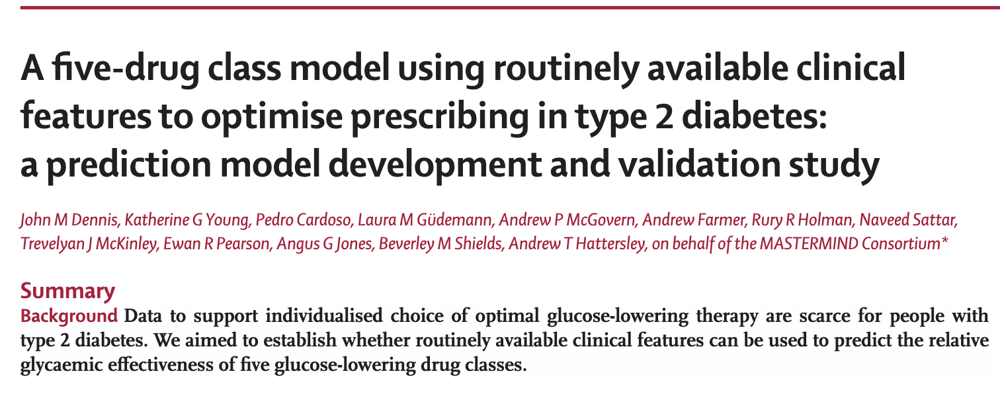 A five-drug class model using routinely available clinical
features to optimise prescribing in type 2 diabetes:
a prediction model development and validation study
John M Dennis, Katherine G Young, Pedro Cardoso, Laura M Güdemann, Andrew P McGovern, Andrew Farmer, Rury R Holman, Naveed Sattar,
Trevelyan J McKinley, Ewan R Pearson, Angus G Jones, Beverley M Shields, Andrew T Hattersley, on behalf of the MASTERMIND Consortium*
Summary
Background Data to support individualised choice of optimal glucose-lowering therapy are scarce for people with
type 2 diabetes. We aimed to establish whether routinely available clinical features can be used to predict the relative
glycaemic effectiveness of five glucose-lowering drug classes.